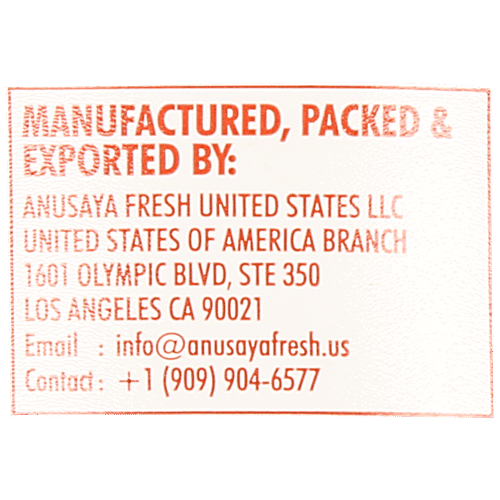 MANUFACTURED, PACKED &
EXPORTED BY:
ANUSAYA FRESH UNITED STATES LLC
UNITED STATES OF AMERICA BRANCH
1601 OLYMPIC BLVD, STE 350
LOS ANGELES CA 90021
Email : info@anusayafresh.us
Contact : +1 (909) 904-6577